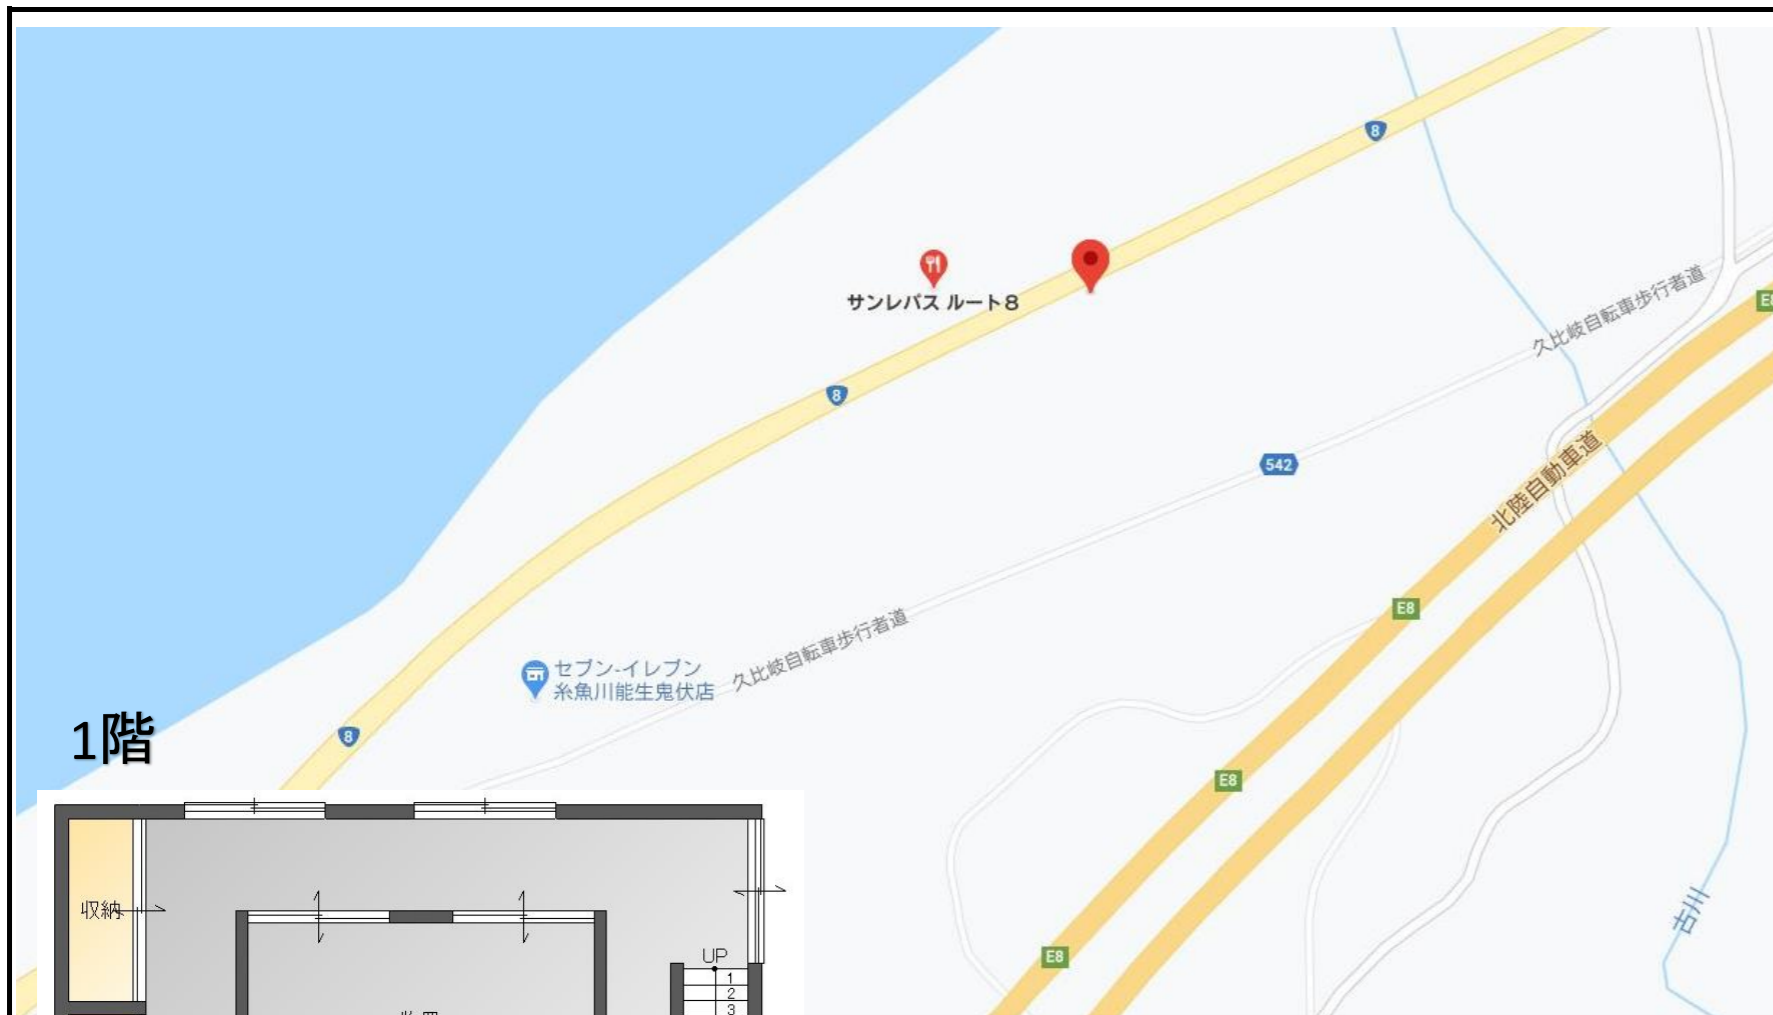 8
サンレパス ルート8
8
E8
久比岐自転車歩行者道
542
北陸自動車道
E8
久比岐自転車歩行者道
セブン-イレブン
糸魚川能生鬼伏店
8
1階
E8
古川
収納
UP
E8
1
2
3